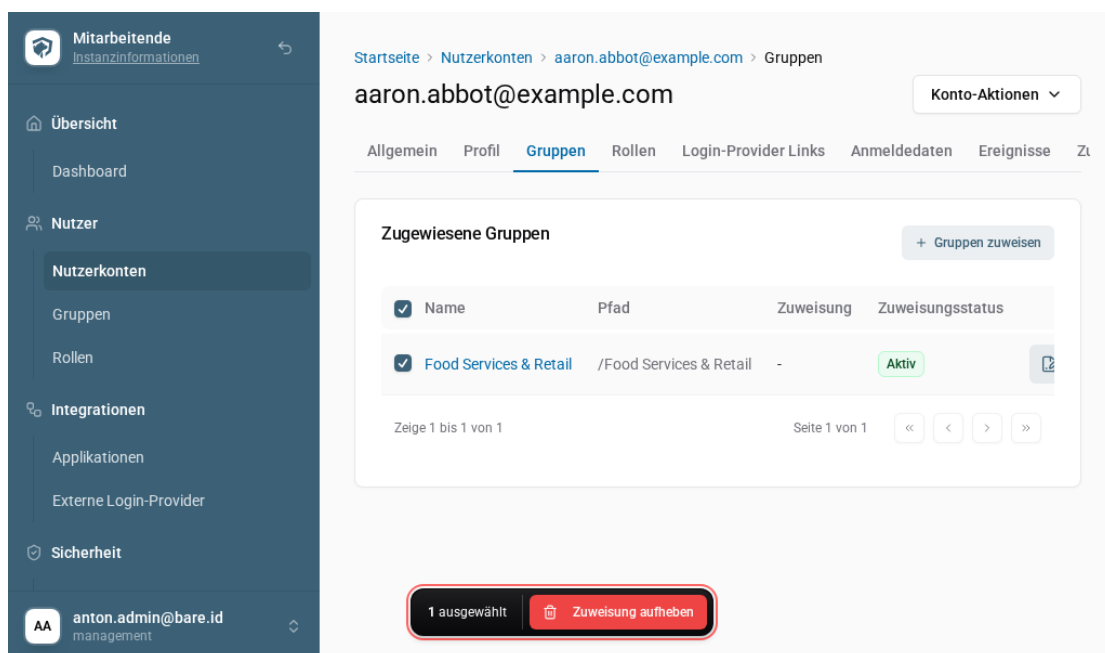 Mitarbeitende
Instanzinformationen
Übersicht
Dashboard
Nutzer
Nutzerkonten
Gruppen
Rollen
Integrationen
Applikationen
Externe Login-Provider
Sicherheit
AA
anton.admin@bare.id
management
Startseite > Nutzerkonten > aaron.abbot@example.com > Gruppen
aaron.abbot@example.com
Konto-Aktionen
Allgemein Profil Gruppen Rollen Login-Provider Links Anmeldedaten Ereignisse
Zugewiesene Gruppen
+ Gruppen zuweisen
Name Pfad Zuweisung Zuweisungsstatus
Food Services & Retail /Food Services & Retail - Aktiv
Zeige 1 bis 1 von 1
Seite 1 von 1 « < > »
1 ausgewählt
Zuweisung aufheben